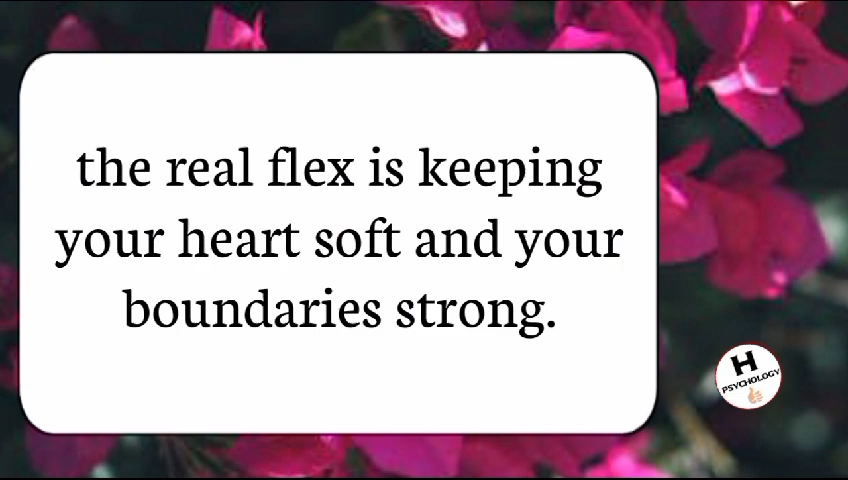 the real flex is keeping
your heart soft and your
boundaries strong.
H
PSYCHOLOGY